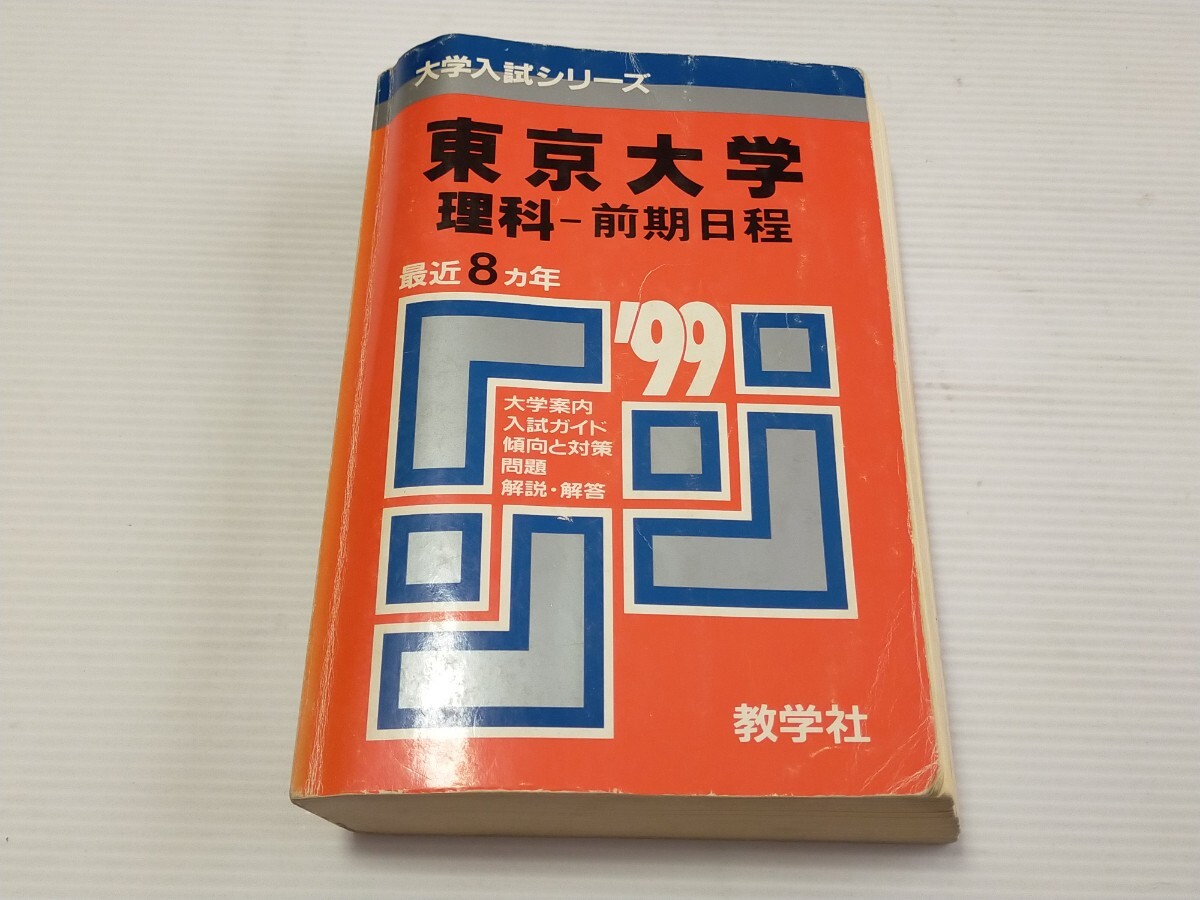 大学入試シリーズ
東京大学
理科-前期日程
最近8ヵ年
'99
大学案内
入試ガイド
傾向と対策
問題
解説・解答
教学社